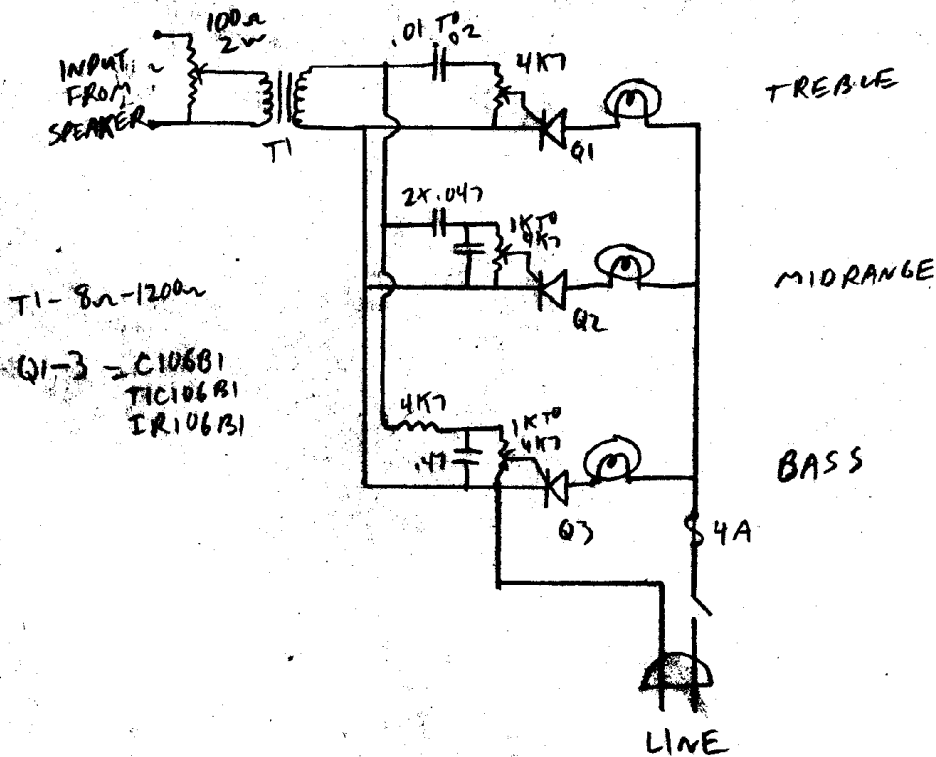 100Ω
2W
.01 TO .02
4K7
TREBLE
INPUT
FROM
SPEAKER
T1
Q1
2X.047
1K TO
4K7
MIDRANGE
Q2
T1- 8Ω-1200Ω
Q1-3 = C106B1
TIC106B1
IR106B1
4K7
1K TO
4K7
.47
BASS
Q3
4A
LINE